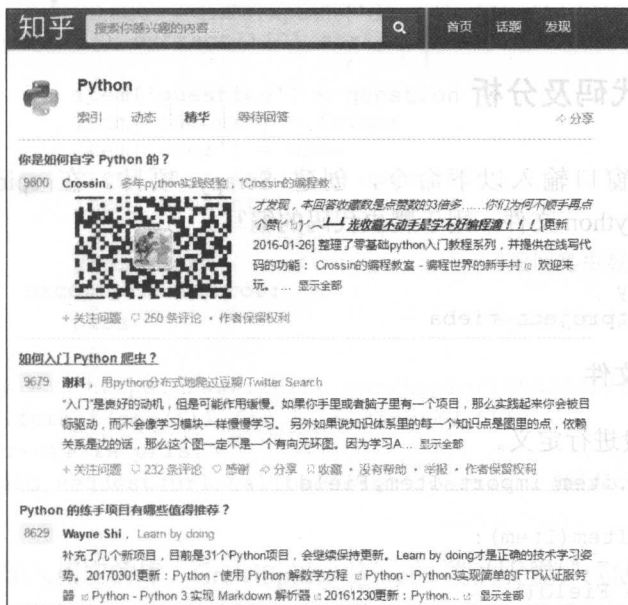 知乎 搜索你感兴趣的内容... 首页 话题 发现
Python
索引 动态 精华 等待回答 分享
你是如何自学 Python 的？
9800 Crossin，多年python实践经验，'Crossin的编程教
才发现，本回答收藏数是点赞数的3倍多……你们为何不顺手再点
个赞 光收藏不动手是学不好编程滴！！！ [更新
2016-01-26] 整理了零基础python入门教程系列，并提供在线写代
码的功能： Crossin的编程教室 - 编程世界的新手村 欢迎来
玩。... 显示全部
+ 关注问题 250 条评论 • 作者保留权利
如何入门 Python 爬虫？
9679 谢科，用python分布式地爬过豆瓣/Twitter Search
“入门”是良好的动机，但是可能作用缓慢。如果你手里或者脑子里有一个项目，那么实践起来你会被目
标驱动，而不会像学习模块一样慢慢学习。 另外如果说知识体系里的每一个知识点是图里的点，依赖
关系是边的话，那么这个图一定不是一个有向无环图。因为学习A... 显示全部
+ 关注问题 232 条评论 感谢 分享 收藏 • 没有帮助 • 举报 • 作者保留权利
Python 的练手项目有哪些值得推荐？
8629 Wayne Shi，Learn by doing
补充了几个新项目，目前是31个Python项目，会继续保持更新。Learn by doing才是正确的技术学习姿
势。20170301更新：Python - 使用 Python 解数学方程 Python - Python3实现简单的FTP认证服务
器 Python - Python 3 实现 Markdown 解析器 20161230更新：Python... 显示全部